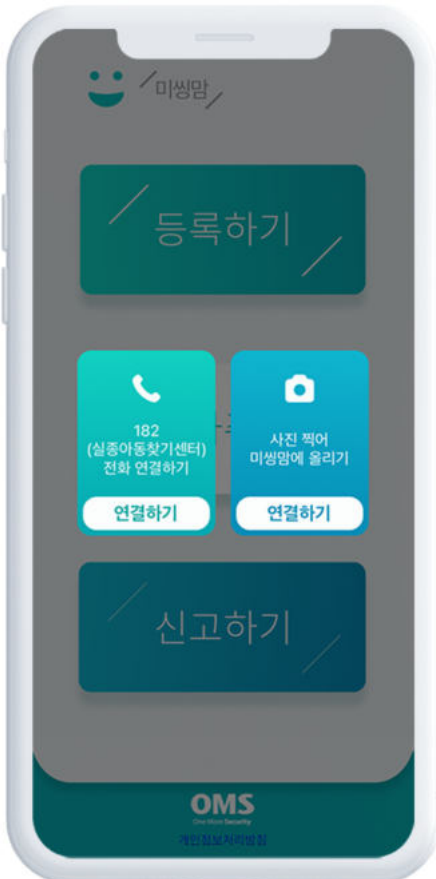 미씽맘
등록하기
182
(실종아동찾기센터)
전화 연결하기
연결하기
사진 찍어
미씽맘에 올리기
연결하기
신고하기
OMS
One More Security
개인정보처리방침